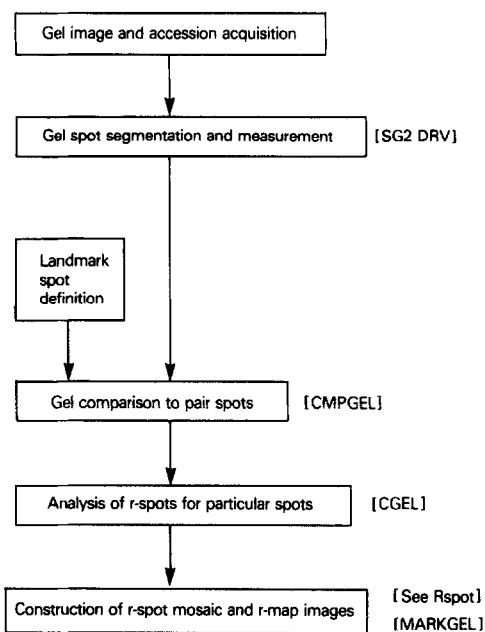 Gel image and accession acquisition
Gel spot segmentation and measurement [SG2 DRV]
Landmark
spot
definition
Gel comparison to pair spots [CMPGEL]
Analysis of r-spots for particular spots [CGEL]
Construction of r-spot mosaic and r-map images [See Rspot]
[MARKGEL]